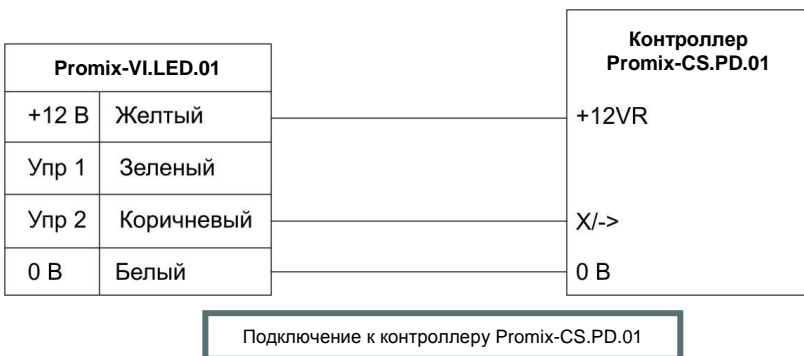 Контроллер
Promix-CS.PD.01
Promix-VI.LED.01
+12 В Желтый +12VR
Упр 1 Зеленый
Упр 2 Коричневый X/->
0 В Белый 0 В
Подключение к контроллеру Promix-CS.PD.01